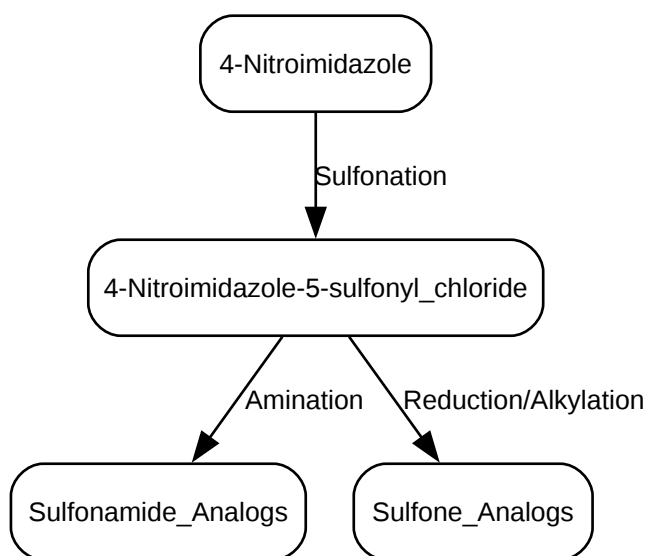 4-Nitroimidazole
Sulfonation
4-Nitroimidazole-5-sulfonyl_chloride
Amination
Reduction/Alkylation
Sulfonamide_Analogs
Sulfone_Analogs